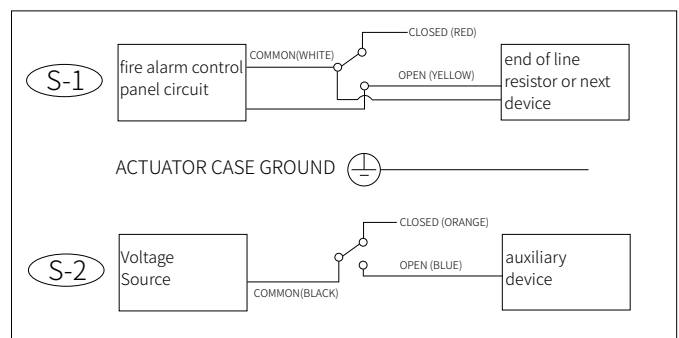 S-1
fire alarm control
panel circuit
COMMON(WHITE)
CLOSED (RED)
OPEN (YELLOW)
end of line
resistor or next
device
ACTUATOR CASE GROUND
S-2
Voltage
Source
COMMON(BLACK)
CLOSED (ORANGE)
OPEN (BLUE)
auxiliary
device